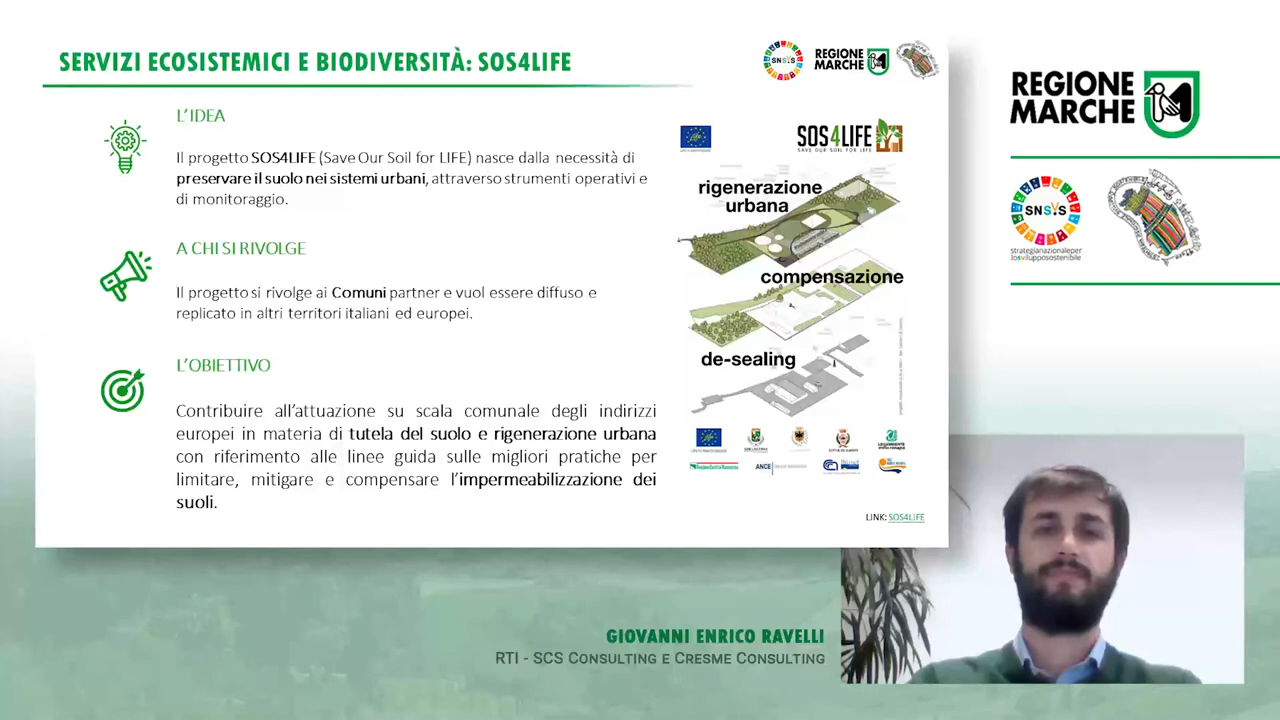 SERVIZI ECOSISTEMICI E BIODIVERSITÀ: SOS4LIFE
SNSVS
REGIONE
MARCHE
L'IDEA
Il progetto SOS4LIFE (Save Our Soil for LIFE) nasce dalla necessità di
preservare il suolo nei sistemi urbani, attraverso strumenti operativi e
di monitoraggio.
A CHI SI RIVOLGE
Il progetto si rivolge ai Comuni partner e vuol essere diffuso e
replicato in altri territori italiani ed europei.
L'OBIETTIVO
Contribuire all'attuazione su scala comunale degli indirizzi
europei in materia di tutela del suolo e rigenerazione urbana
con riferimento alle linee guida sulle migliori pratiche per
limitare, mitigare e compensare l'impermeabilizzazione dei
suoli.
SOS4LIFE
SAVE OUR SOIL FOR LIFE
rigenerazione
urbana
compensazione
de-sealing
ANCE
LINK: SOS4LIFE
REGIONE
MARCHE
SNSVS
strategianazionaleper
losviluppososteni­bile
GIOVANNI ENRICO RAVELLI
RTI - SCS CONSULTING E CRESME CONSULTING